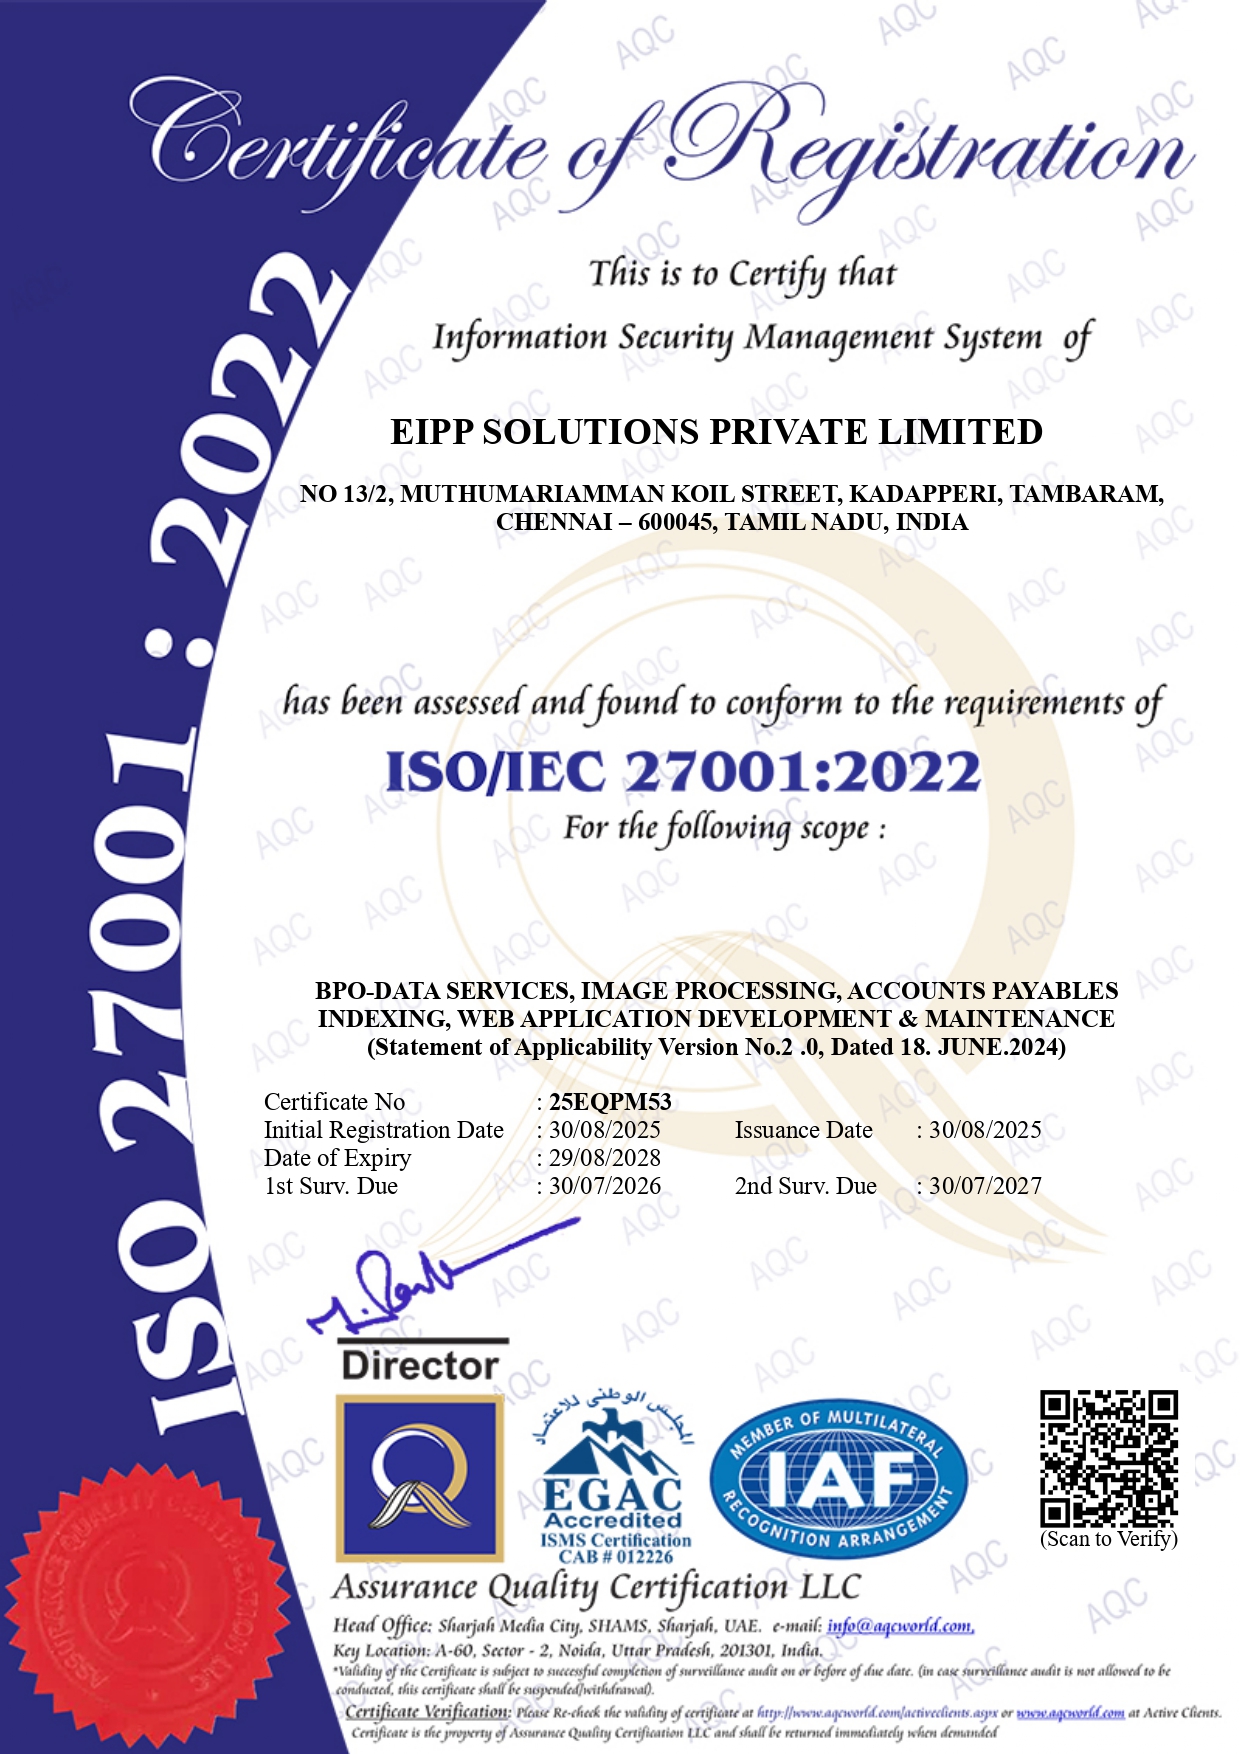 Certificate of Registration
ISO 27001 : 2022
This is to Certify that
Information Security Management System of
EIPP SOLUTIONS PRIVATE LIMITED
NO 13/2, MUTHUMARIAMMAN KOIL STREET, KADAPPERI, TAMBARAM,
CHENNAI – 600045, TAMIL NADU, INDIA
has been assessed and found to conform to the requirements of
ISO/IEC 27001:2022
For the following scope :
BPO-DATA SERVICES, IMAGE PROCESSING, ACCOUNTS PAYABLES
INDEXING, WEB APPLICATION DEVELOPMENT & MAINTENANCE
(Statement of Applicability Version No.2 .0, Dated 18. JUNE.2024)
Certificate No : 25EQPM53
Initial Registration Date : 30/08/2025 Issuance Date : 30/08/2025
Date of Expiry : 29/08/2028
1st Surv. Due : 30/07/2026 2nd Surv. Due : 30/07/2027
Director
المجلس الوطني للاعتماد
EGAC
Accredited
ISMS Certification
CAB # 012226
MEMBER OF MULTILATERAL
IAF
RECOGNITION ARRANGEMENT
(Scan to Verify)
ASSURANCE QUALITY CERTIFICATION LLC
Assurance Quality Certification LLC
Head Office: Sharjah Media City, SHAMS, Sharjah, UAE. e-mail: info@aqcworld.com,
Key Location: A-60, Sector - 2, Noida, Uttar Pradesh, 201301, India.
*Validity of the Certificate is subject to successful completion of surveillance audit on or before of due date. (in case surveillance audit is not allowed to be
conducted, this certificate shall be suspended/withdrawal).
Certificate Verification: Please Re-check the validity of certificate at http://www.aqcworld.com/activeclients.aspx or www.aqcworld.com at Active Clients.
Certificate is the property of Assurance Quality Certification LLC and shall be returned immediately when demanded